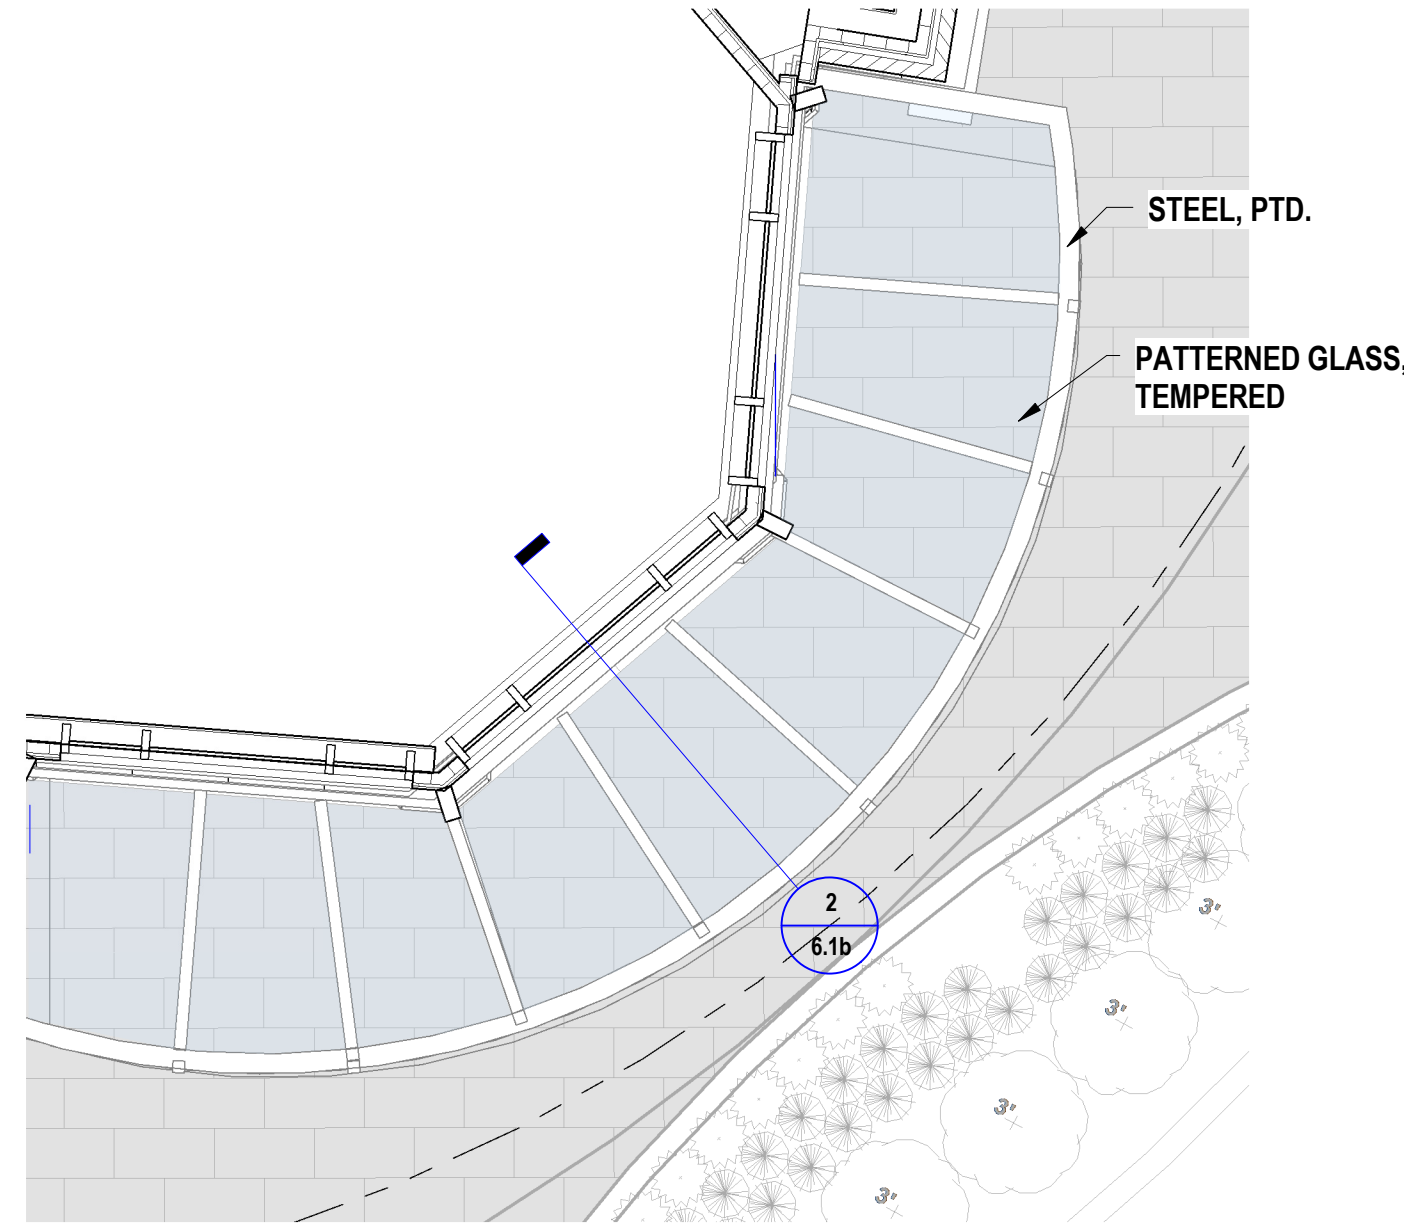 STEEL, PTD.
PATTERNED GLASS,
TEMPERED
2
6.1b
3'
3'
3'
3'